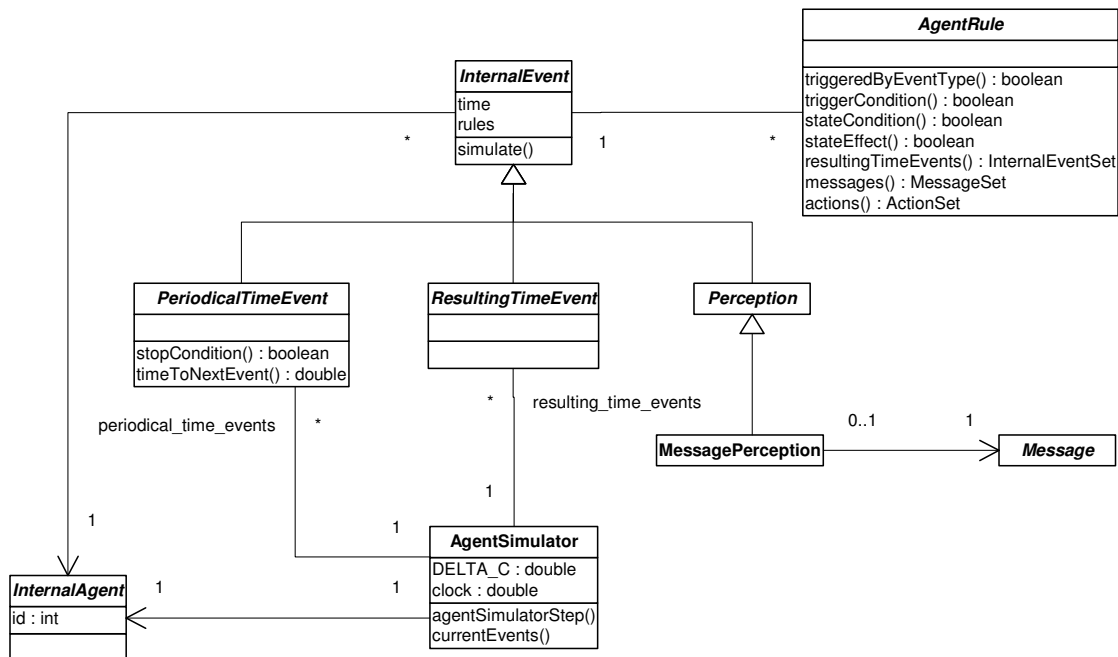 AgentRule
triggeredByEventType() : boolean
triggerCondition() : boolean
stateCondition() : boolean
stateEffect() : boolean
resultingTimeEvents() : InternalEventSet
messages() : MessageSet
actions() : ActionSet
InternalEvent
time
rules
simulate()
*
1
*
PeriodicalTimeEvent
stopCondition() : boolean
timeToNextEvent() : double
ResultingTimeEvent
Perception
periodical_time_events
*
*
resulting_time_events
MessagePerception
0..1
1
Message
1
1
1
AgentSimulator
DELTA_C : double
clock : double
agentSimulatorStep()
currentEvents()
InternalAgent
id : int
1
1